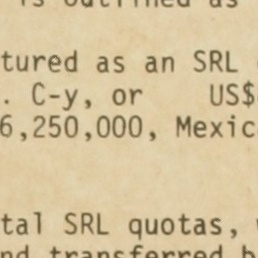 is outlined as
tured as an SRL
. C-y, or US$
6,250,000, Mexic
tal SRL quotas,
nd transferred b